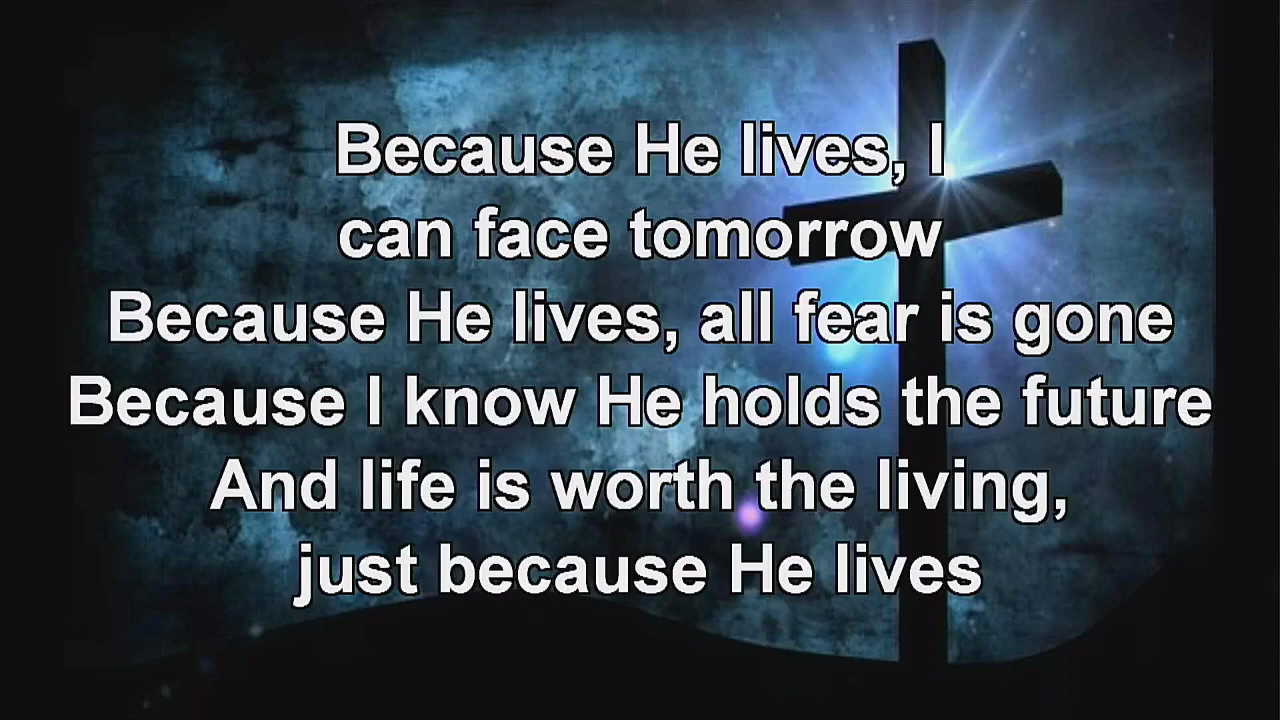 Because He lives, I
can face tomorrow
Because He lives, all fear is gone
Because I know He holds the future
And life is worth the living,
just because He lives